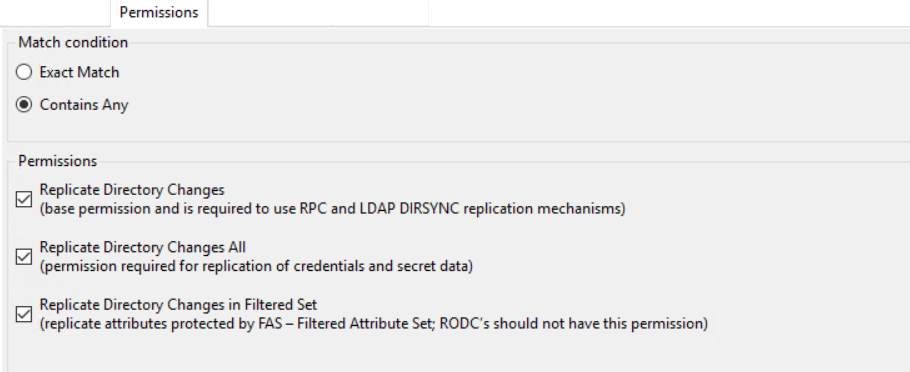 Permissions
Match condition
Exact Match
Contains Any
Permissions
Replicate Directory Changes
(base permission and is required to use RPC and LDAP DIRSYNC replication mechanisms)
Replicate Directory Changes All
(permission required for replication of credentials and secret data)
Replicate Directory Changes in Filtered Set
(replicate attributes protected by FAS – Filtered Attribute Set; RODC's should not have this permission)